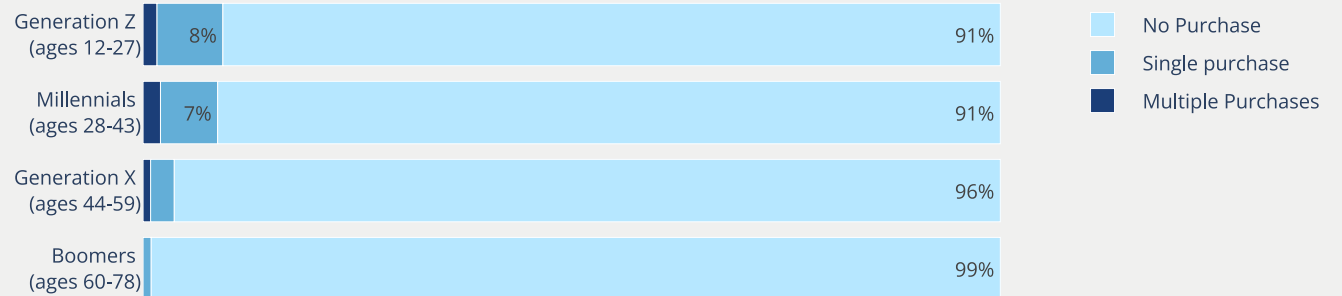 Generation Z
(ages 12-27)
8%
91%
Millennials
(ages 28-43)
7%
91%
Generation X
(ages 44-59)
96%
Boomers
(ages 60-78)
99%
No Purchase
Single purchase
Multiple Purchases